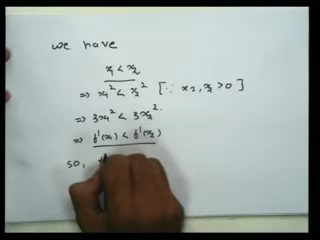 we have
x₁ < x₂
⇒ x₁² < x₂² [∵ x₂, x₁ > 0]
⇒ 3x₁² < 3x₂².
⇒ f'(x₁) < f'(x₂)
so,